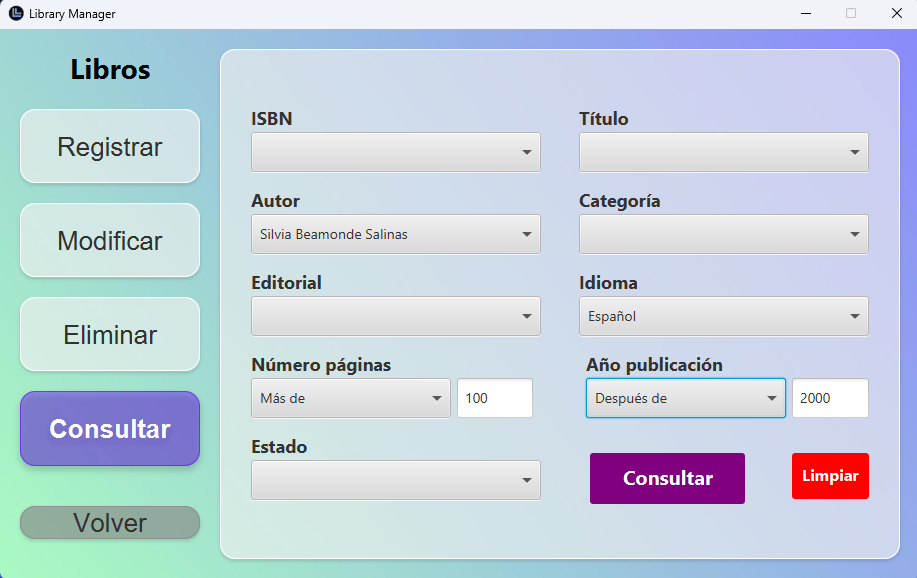 Library Manager
Libros
Registrar
Modificar
Eliminar
Consultar
Volver
ISBN
Título
Autor
Silvia Beamonde Salinas
Categoría
Editorial
Idioma
Español
Número páginas
Más de
100
Año publicación
Después de
2000
Estado
Consultar
Limpiar